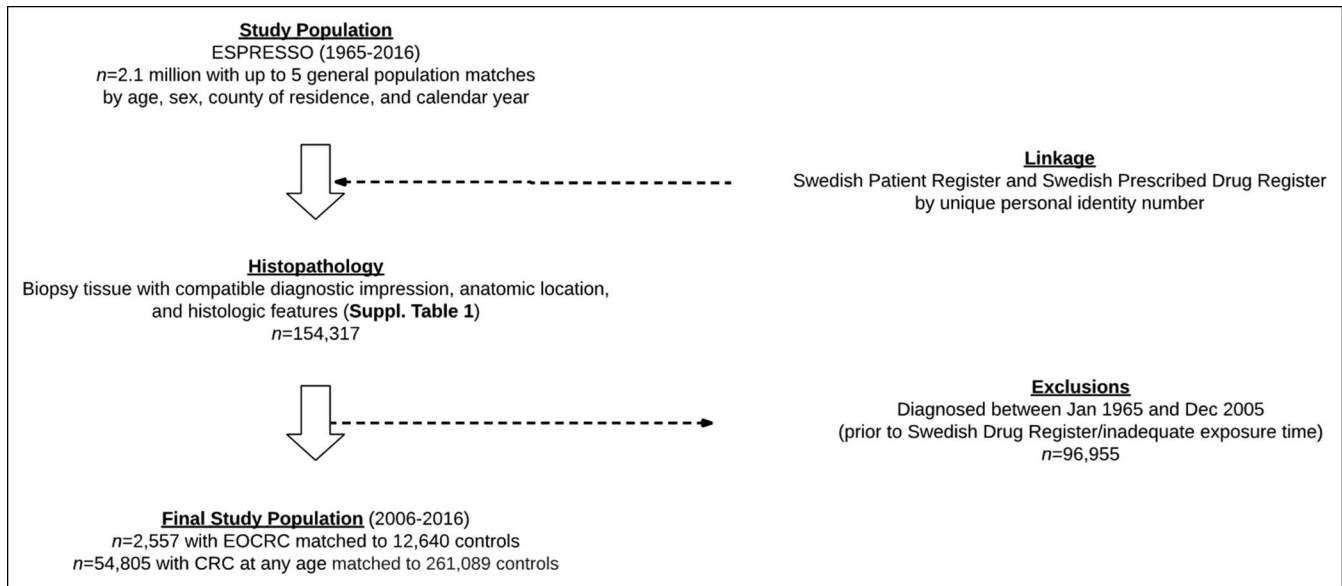 Study Population
ESPRESSO (1965-2016)
n=2.1 million with up to 5 general population matches
by age, sex, county of residence, and calendar year
Linkage
Swedish Patient Register and Swedish Prescribed Drug Register
by unique personal identity number
Histopathology
Biopsy tissue with compatible diagnostic impression, anatomic location,
and histologic features (Suppl. Table 1)
n=154,317
Exclusions
Diagnosed between Jan 1965 and Dec 2005
(prior to Swedish Drug Register/inadequate exposure time)
n=96,955
Final Study Population (2006-2016)
n=2,557 with EOCRC matched to 12,640 controls
n=54,805 with CRC at any age matched to 261,089 controls